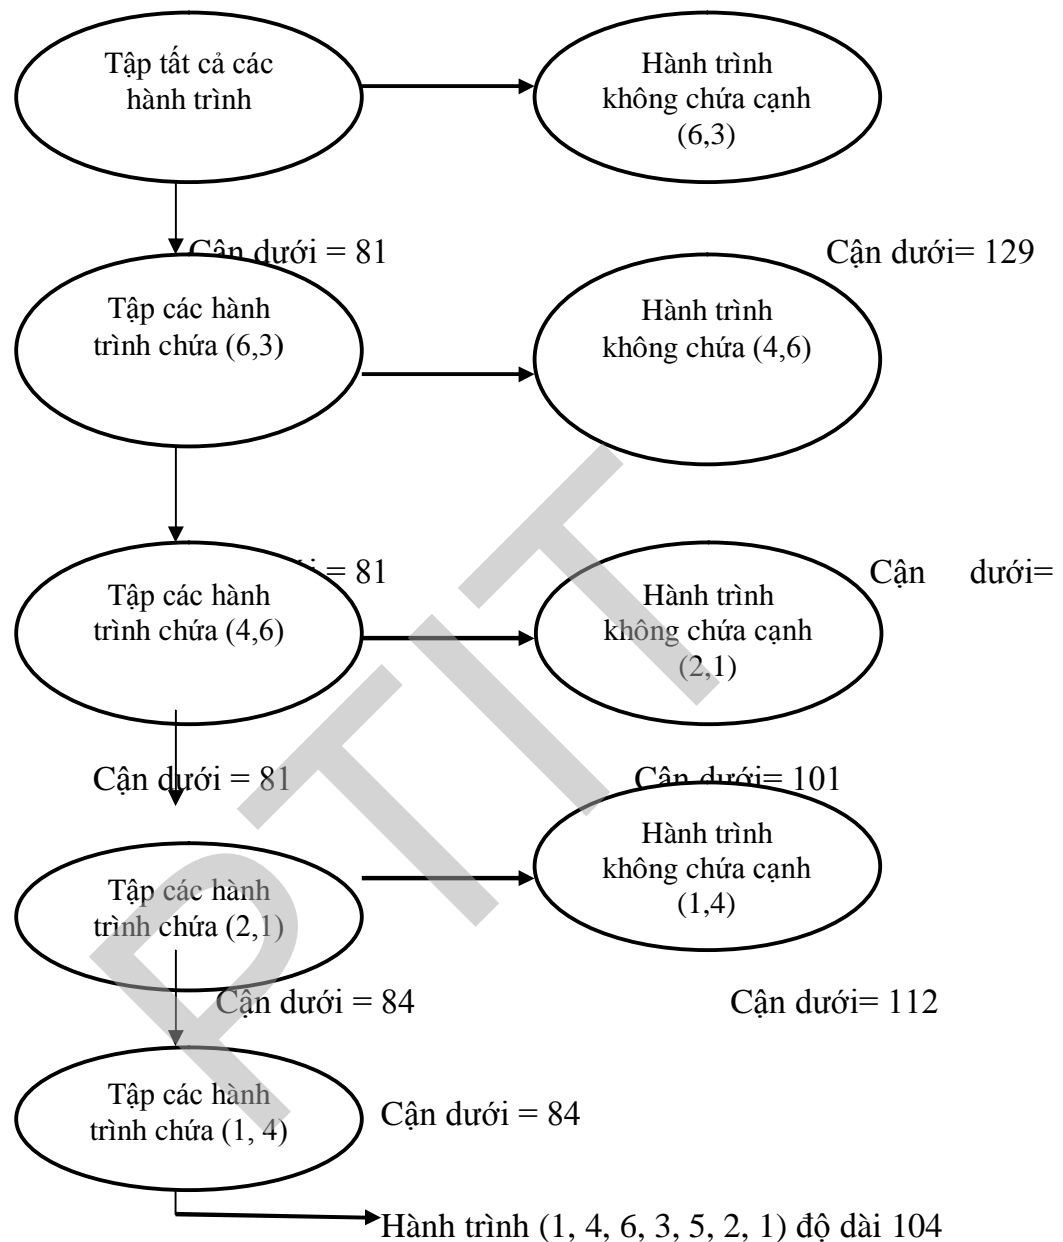 Tập tất cả các
hành trình
Hành trình
không chứa cạnh
(6,3)
Cận dưới = 81
Cận dưới= 129
Tập các hành
trình chứa (6,3)
Hành trình
không chứa (4,6)
= 81
Cận dưới=
Tập các hành
trình chứa (4,6)
Hành trình
không chứa cạnh
(2,1)
Cận dưới = 81
Cận dưới= 101
Tập các hành
trình chứa (2,1)
Hành trình
không chứa cạnh
(1,4)
Cận dưới = 84
Cận dưới= 112
Tập các hành
trình chứa (1, 4)
Cận dưới = 84
Hành trình (1, 4, 6, 3, 5, 2, 1) độ dài 104
PTIT